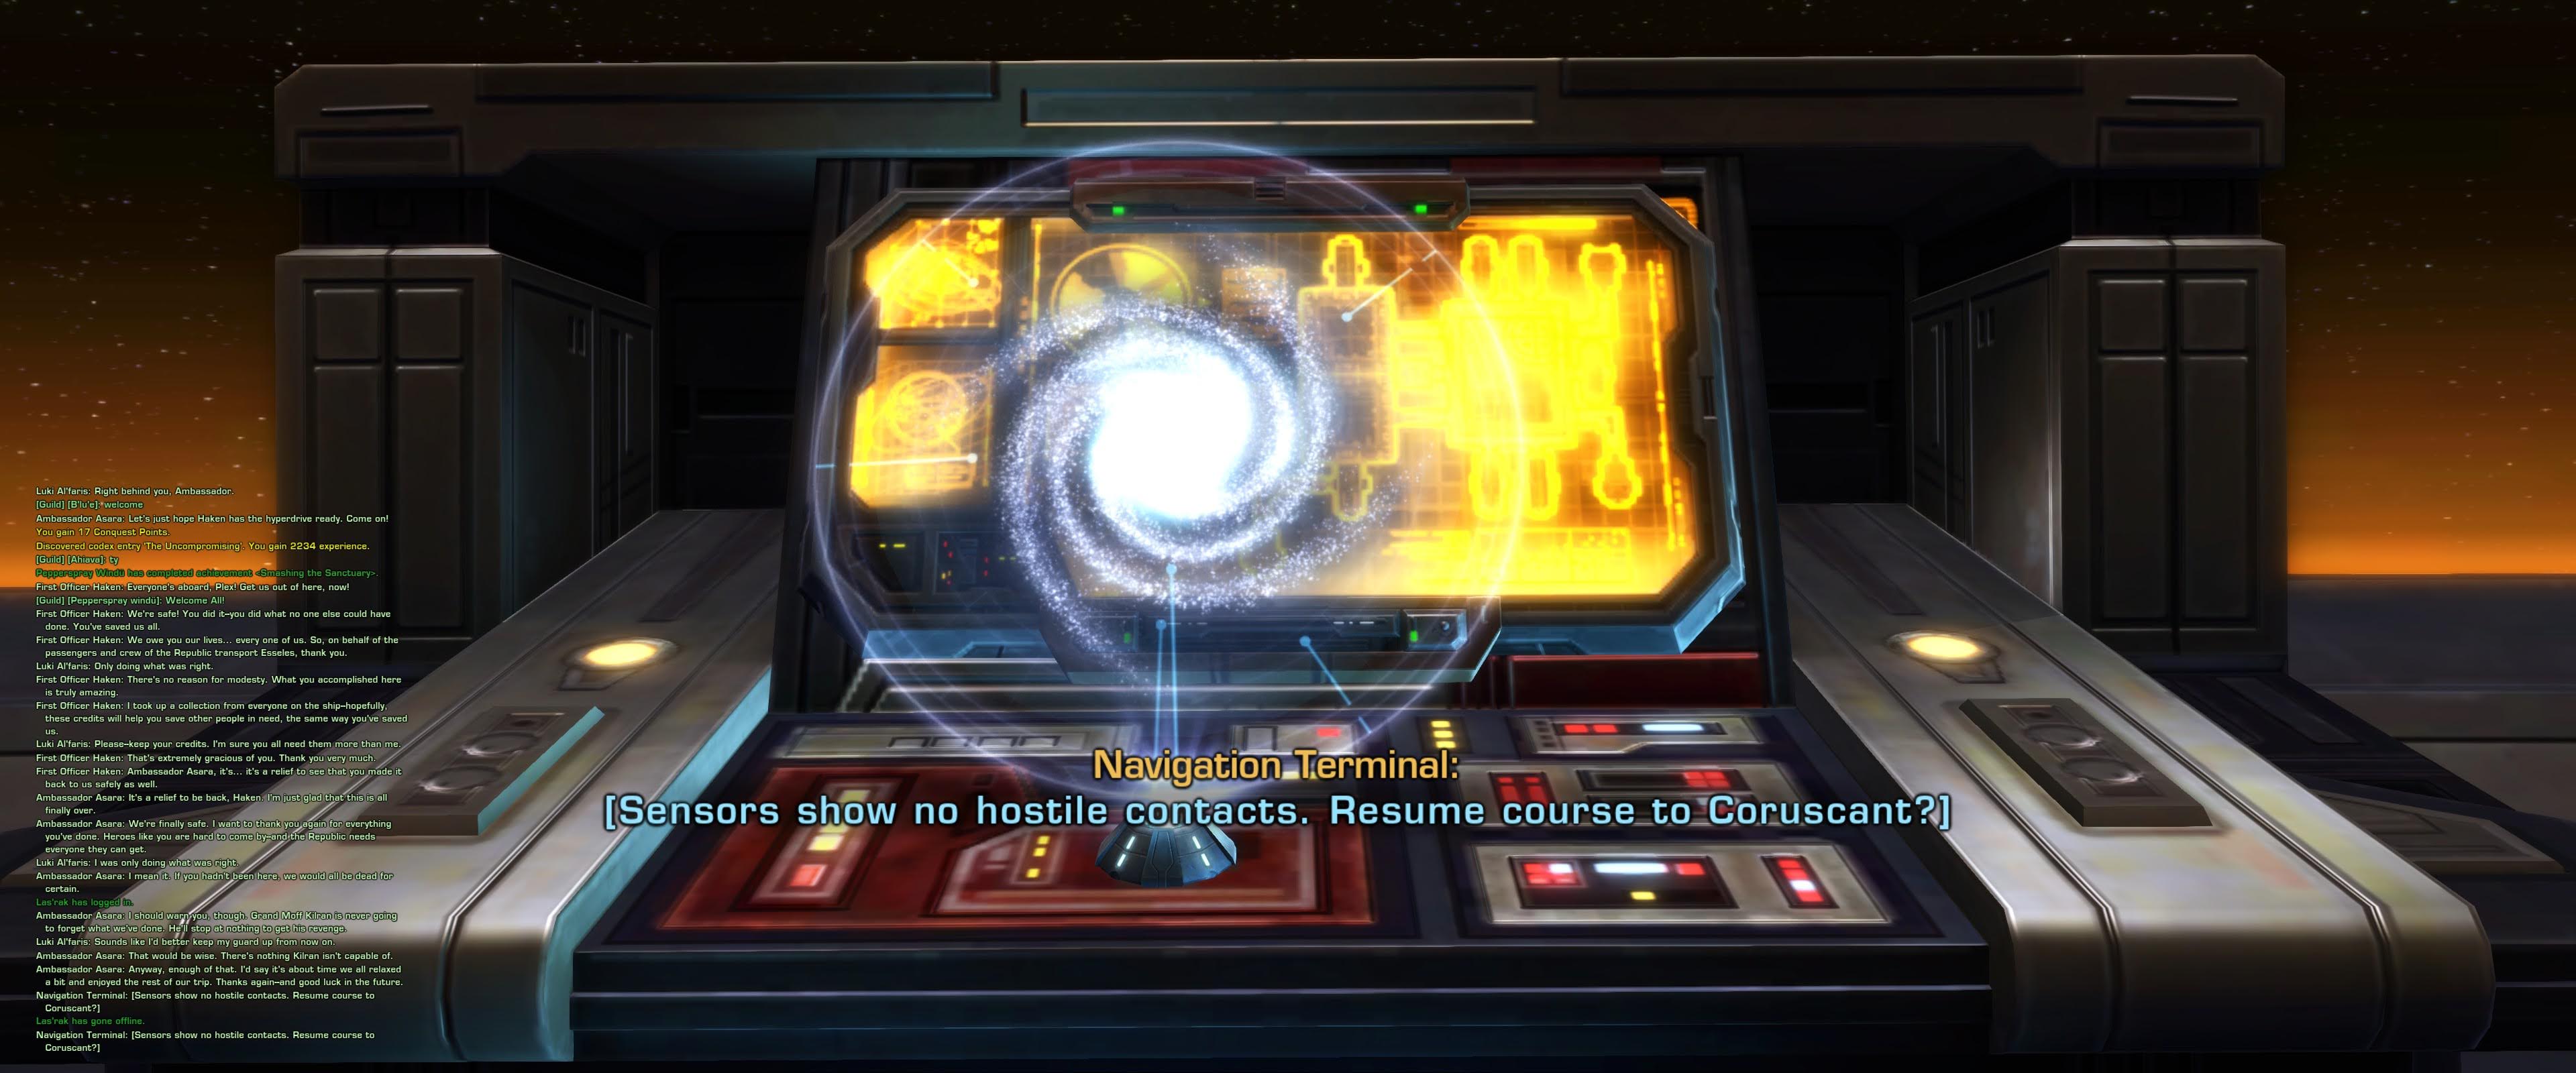 Luki Al'faris: Right behind you, Ambassador.
[Guild] [B'lu'e]: welcome
Ambassador Asara: Let's just hope Haken has the hyperdrive ready. Come on!
You gain 17 Conquest Points.
Discovered codex entry 'The Uncompromising'. You gain 2234 experience.
[Guild] [Ahiava]: ty
Pepperspray Windü has completed achievement <Smashing the Sanctuary>.
First Officer Haken: Everyone's aboard, Plex! Get us out of here, now!
[Guild] [Pepperspray windü]: Welcome All!
First Officer Haken: We're safe! You did it–you did what no one else could have
done. You've saved us all.
First Officer Haken: We owe you our lives... every one of us. So, on behalf of the
passengers and crew of the Republic transport Esseles, thank you.
Luki Al'faris: Only doing what was right.
First Officer Haken: There's no reason for modesty. What you accomplished here
is truly amazing.
First Officer Haken: I took up a collection from everyone on the ship–hopefully,
these credits will help you save other people in need, the same way you've saved
us.
Luki Al'faris: Please–keep your credits. I'm sure you all need them more than me.
First Officer Haken: That's extremely gracious of you. Thank you very much.
First Officer Haken: Ambassador Asara, it's... it's a relief to see that you made it
back to us safely as well.
Ambassador Asara: It's a relief to be back, Haken. I'm just glad that this is all
finally over.
Ambassador Asara: We're finally safe. I want to thank you again for everything
you've done. Heroes like you are hard to come by–and the Republic needs
everyone they can get.
Luki Al'faris: I was only doing what was right.
Ambassador Asara: I mean it. If you hadn't been here, we would all be dead for
certain.
Las'rak has logged in.
Ambassador Asara: I should warn you, though. Grand Moff Kilran is never going
to forget what we've done. He'll stop at nothing to get his revenge.
Luki Al'faris: Sounds like I'd better keep my guard up from now on.
Ambassador Asara: That would be wise. There's nothing Kilran isn't capable of.
Ambassador Asara: Anyway, enough of that. I'd say it's about time we all relaxed
a bit and enjoyed the rest of our trip. Thanks again–and good luck in the future.
Navigation Terminal: [Sensors show no hostile contacts. Resume course to
Coruscant?]
Las'rak has gone offline.
Navigation Terminal: [Sensors show no hostile contacts. Resume course to
Coruscant?]
Navigation Terminal:
[Sensors show no hostile contacts. Resume course to Coruscant?]